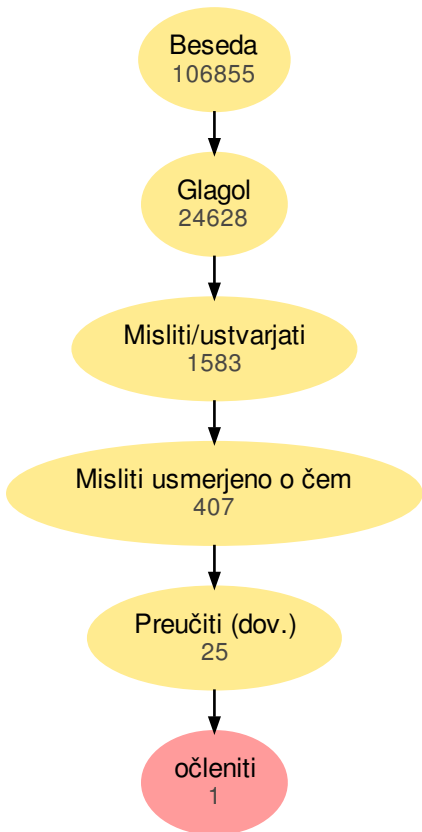 Beseda
106855
Glagol
24628
Misliti/ustvarjati
1583
Misliti usmerjeno o čem
407
Preučiti (dov.)
25
očleniti
1